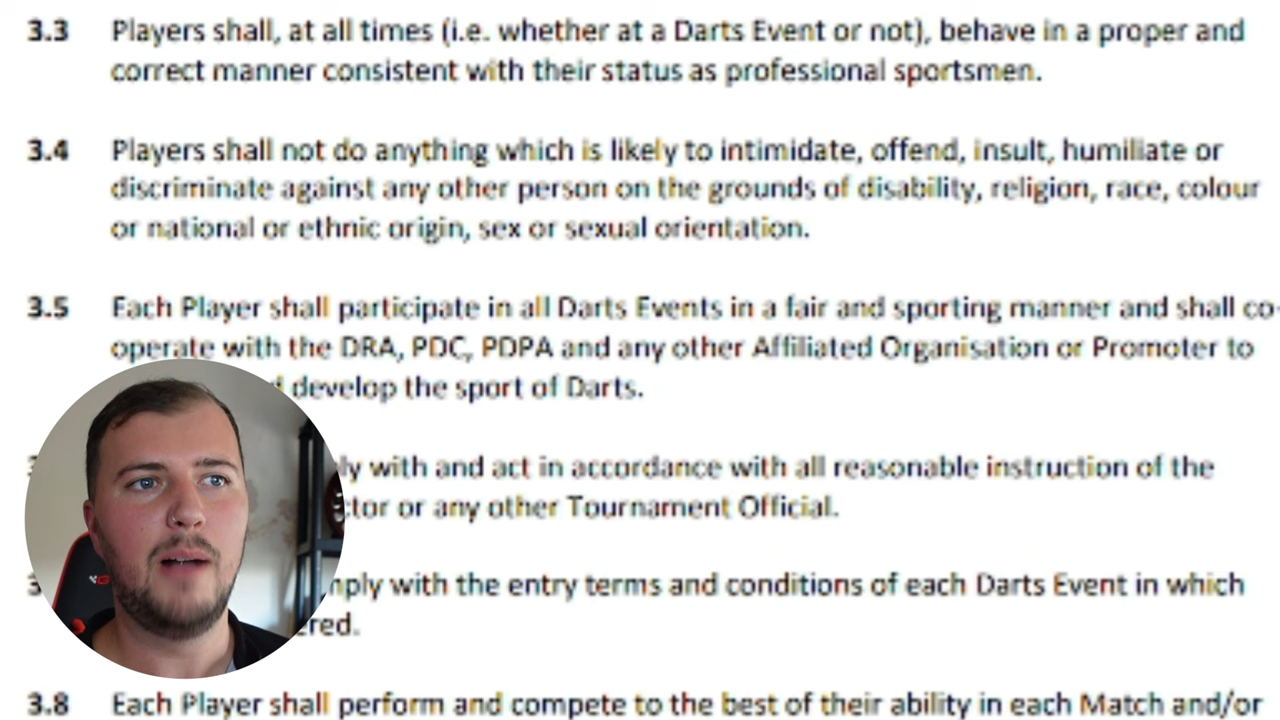 3.3 Players shall, at all times (i.e. whether at a Darts Event or not), behave in a proper and
correct manner consistent with their status as professional sportsmen.
3.4 Players shall not do anything which is likely to intimidate, offend, insult, humiliate or
discriminate against any other person on the grounds of disability, religion, race, colour
or national or ethnic origin, sex or sexual orientation.
3.5 Each Player shall participate in all Darts Events in a fair and sporting manner and shall co-
operate with the DRA, PDC, PDPA and any other Affiliated Organisation or Promoter to
develop the sport of Darts.
with and act in accordance with all reasonable instruction of the
or any other Tournament Official.
with the entry terms and conditions of each Darts Event in which
3.8 Each Player shall perform and compete to the best of their ability in each Match and/or